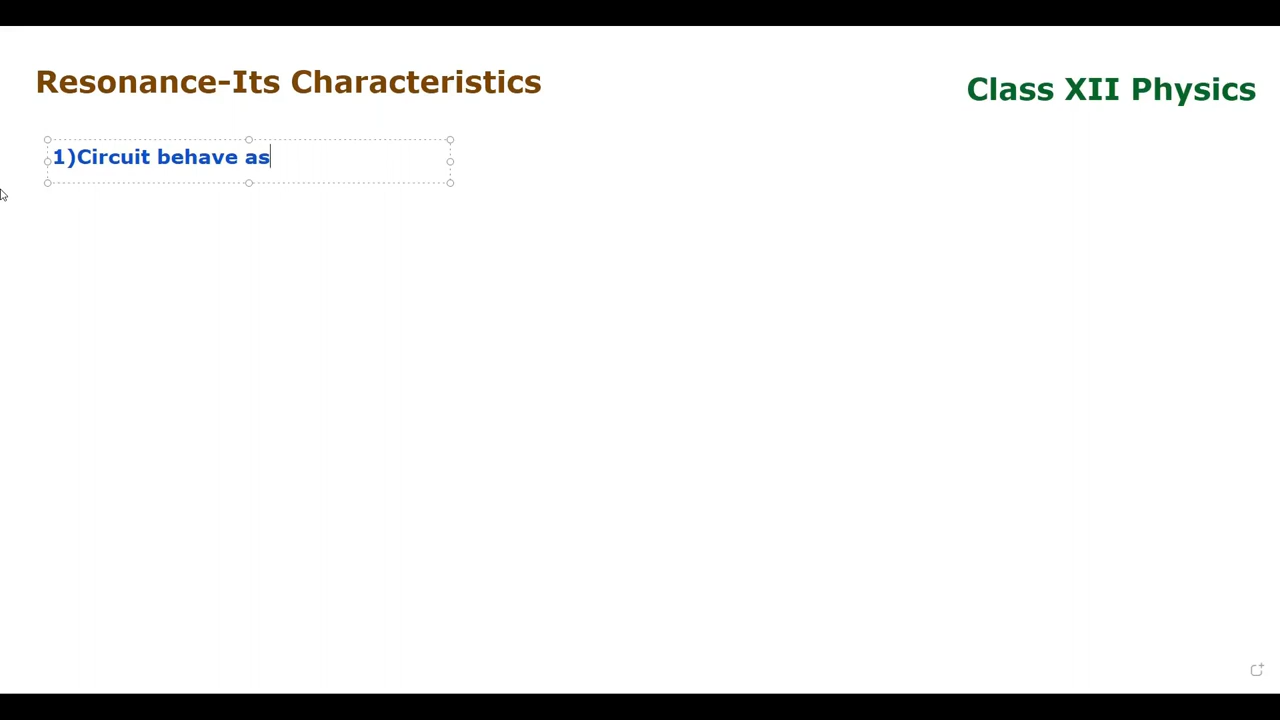 Resonance-Its Characteristics
Class XII Physics
1)Circuit behave as